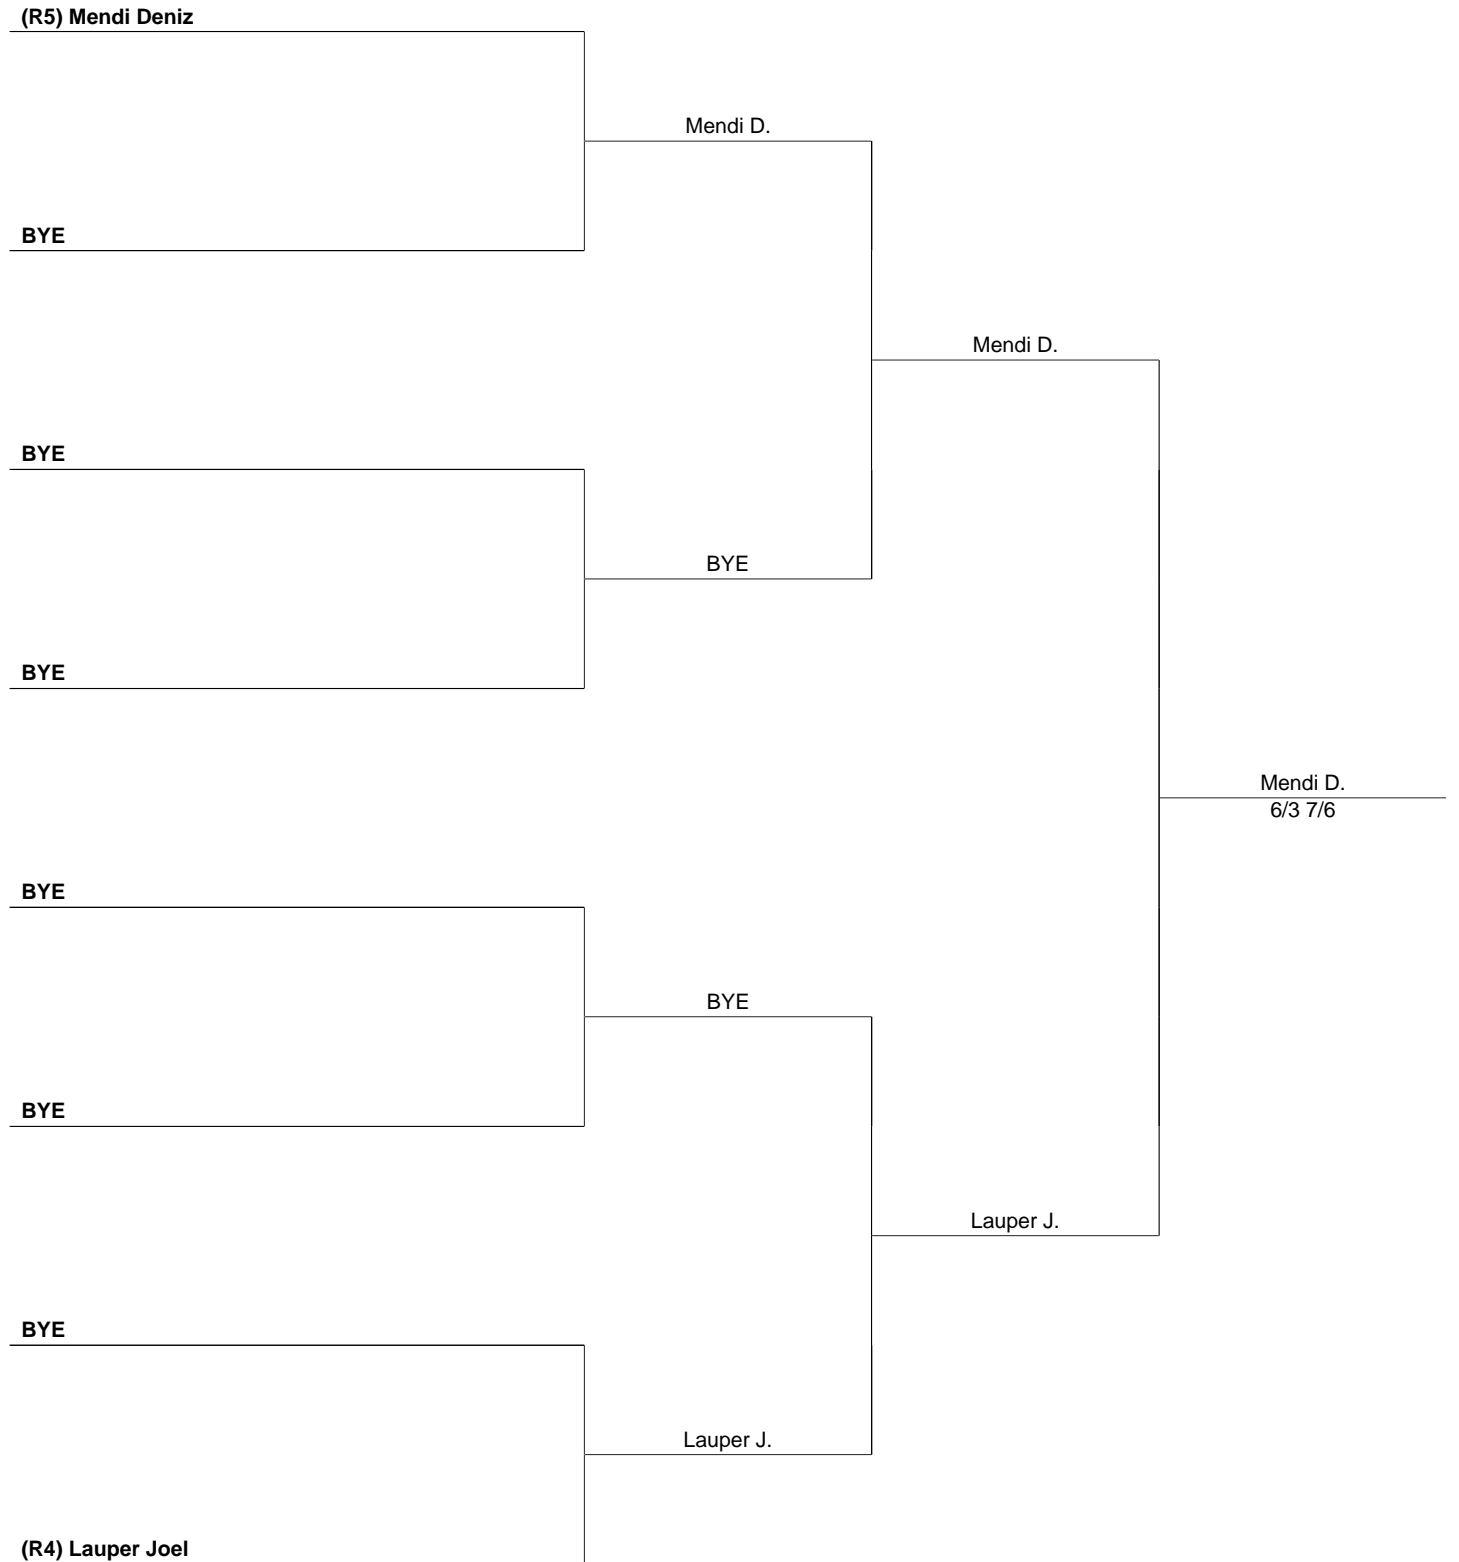 (R5) Mendi Deniz
Mendi D.
BYE
Mendi D.
BYE
BYE
BYE
Mendi D.
6/3 7/6
BYE
BYE
BYE
Lauper J.
BYE
Lauper J.
(R4) Lauper Joel